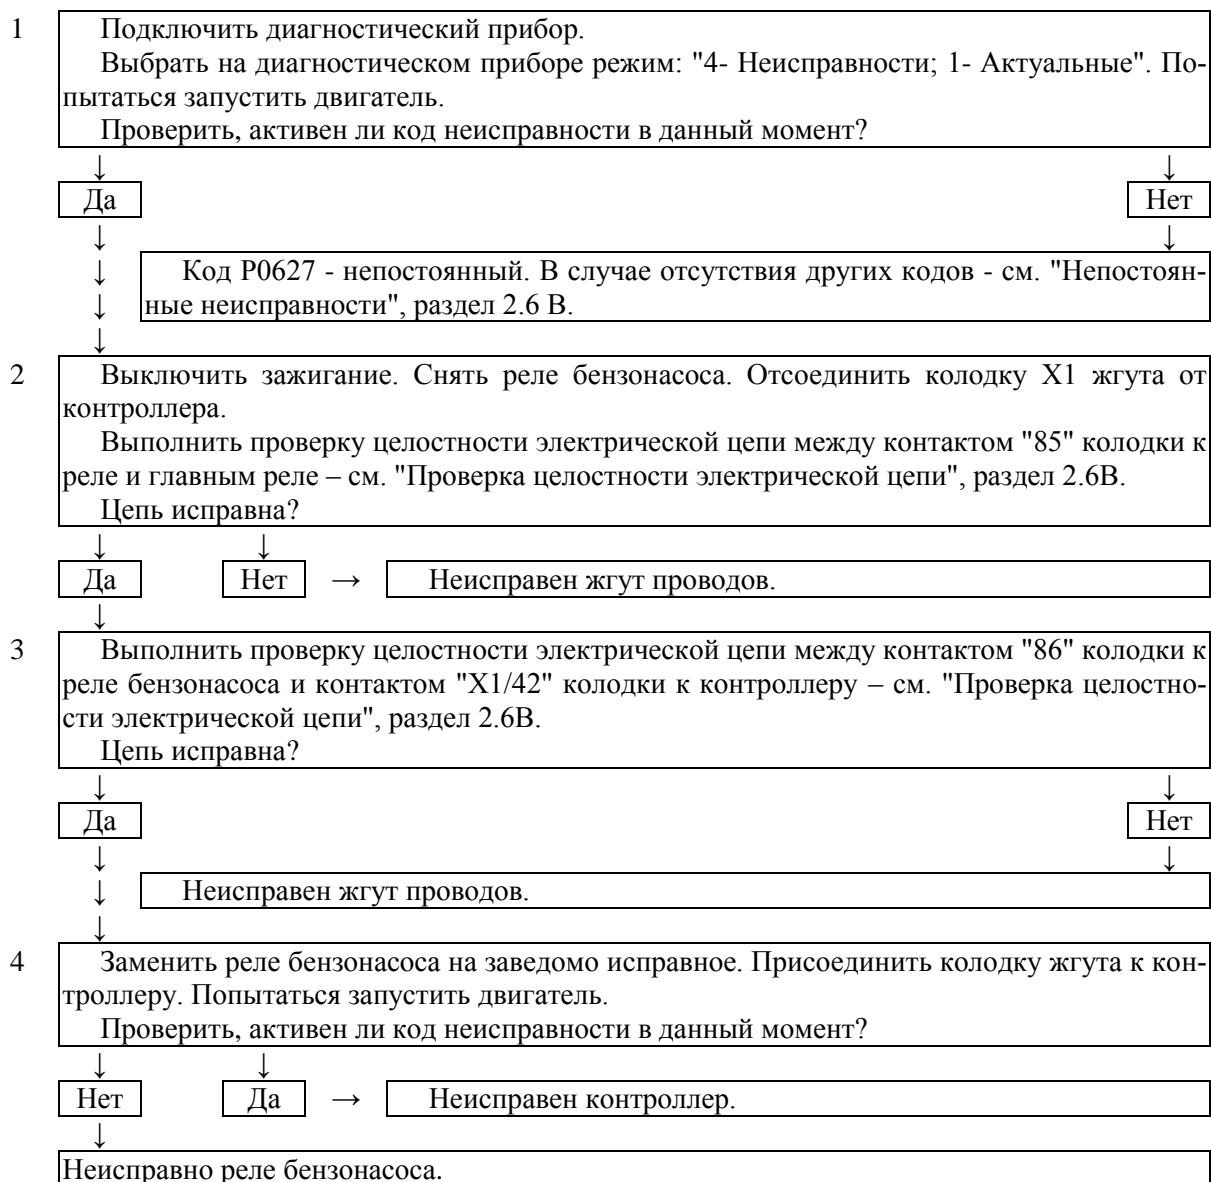 1 Подключить диагностический прибор.
Выбрать на диагностическом приборе режим: "4- Неисправности; 1- Актуальные". По-
пытаться запустить двигатель.
Проверить, активен ли код неисправности в данный момент?
↓ ↓
Да Нет
↓ ↓
↓ Код P0627 - непостоянный. В случае отсутствия других кодов - см. "Непостоян-
↓ ные неисправности", раздел 2.6 В.
↓
2 Выключить зажигание. Снять реле бензонасоса. Отсоединить колодку X1 жгута от
контроллера.
Выполнить проверку целостности электрической цепи между контактом "85" колодки к
реле и главным реле – см. "Проверка целостности электрической цепи", раздел 2.6В.
Цепь исправна?
↓ ↓
Да Нет → Неисправен жгут проводов.
↓
3 Выполнить проверку целостности электрической цепи между контактом "86" колодки к
реле бензонасоса и контактом "X1/42" колодки к контроллеру – см. "Проверка целостно-
сти электрической цепи", раздел 2.6В.
Цепь исправна?
↓ ↓
Да Нет
↓ ↓
↓ Неисправен жгут проводов.
↓
4 Заменить реле бензонасоса на заведомо исправное. Присоединить колодку жгута к кон-
троллеру. Попытаться запустить двигатель.
Проверить, активен ли код неисправности в данный момент?
↓ ↓
Нет Да → Неисправен контроллер.
↓
Неисправно реле бензонасоса.